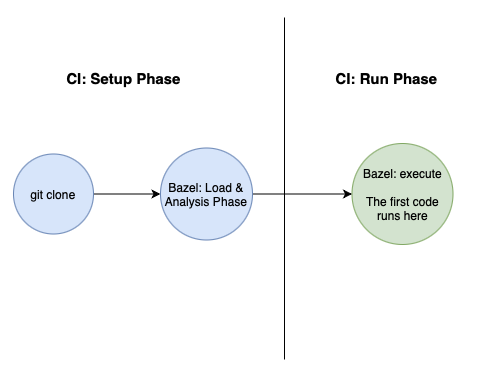 CI: Setup Phase
CI: Run Phase
git clone
Bazel: Load &
Analysis Phase
Bazel: execute
The first code
runs here